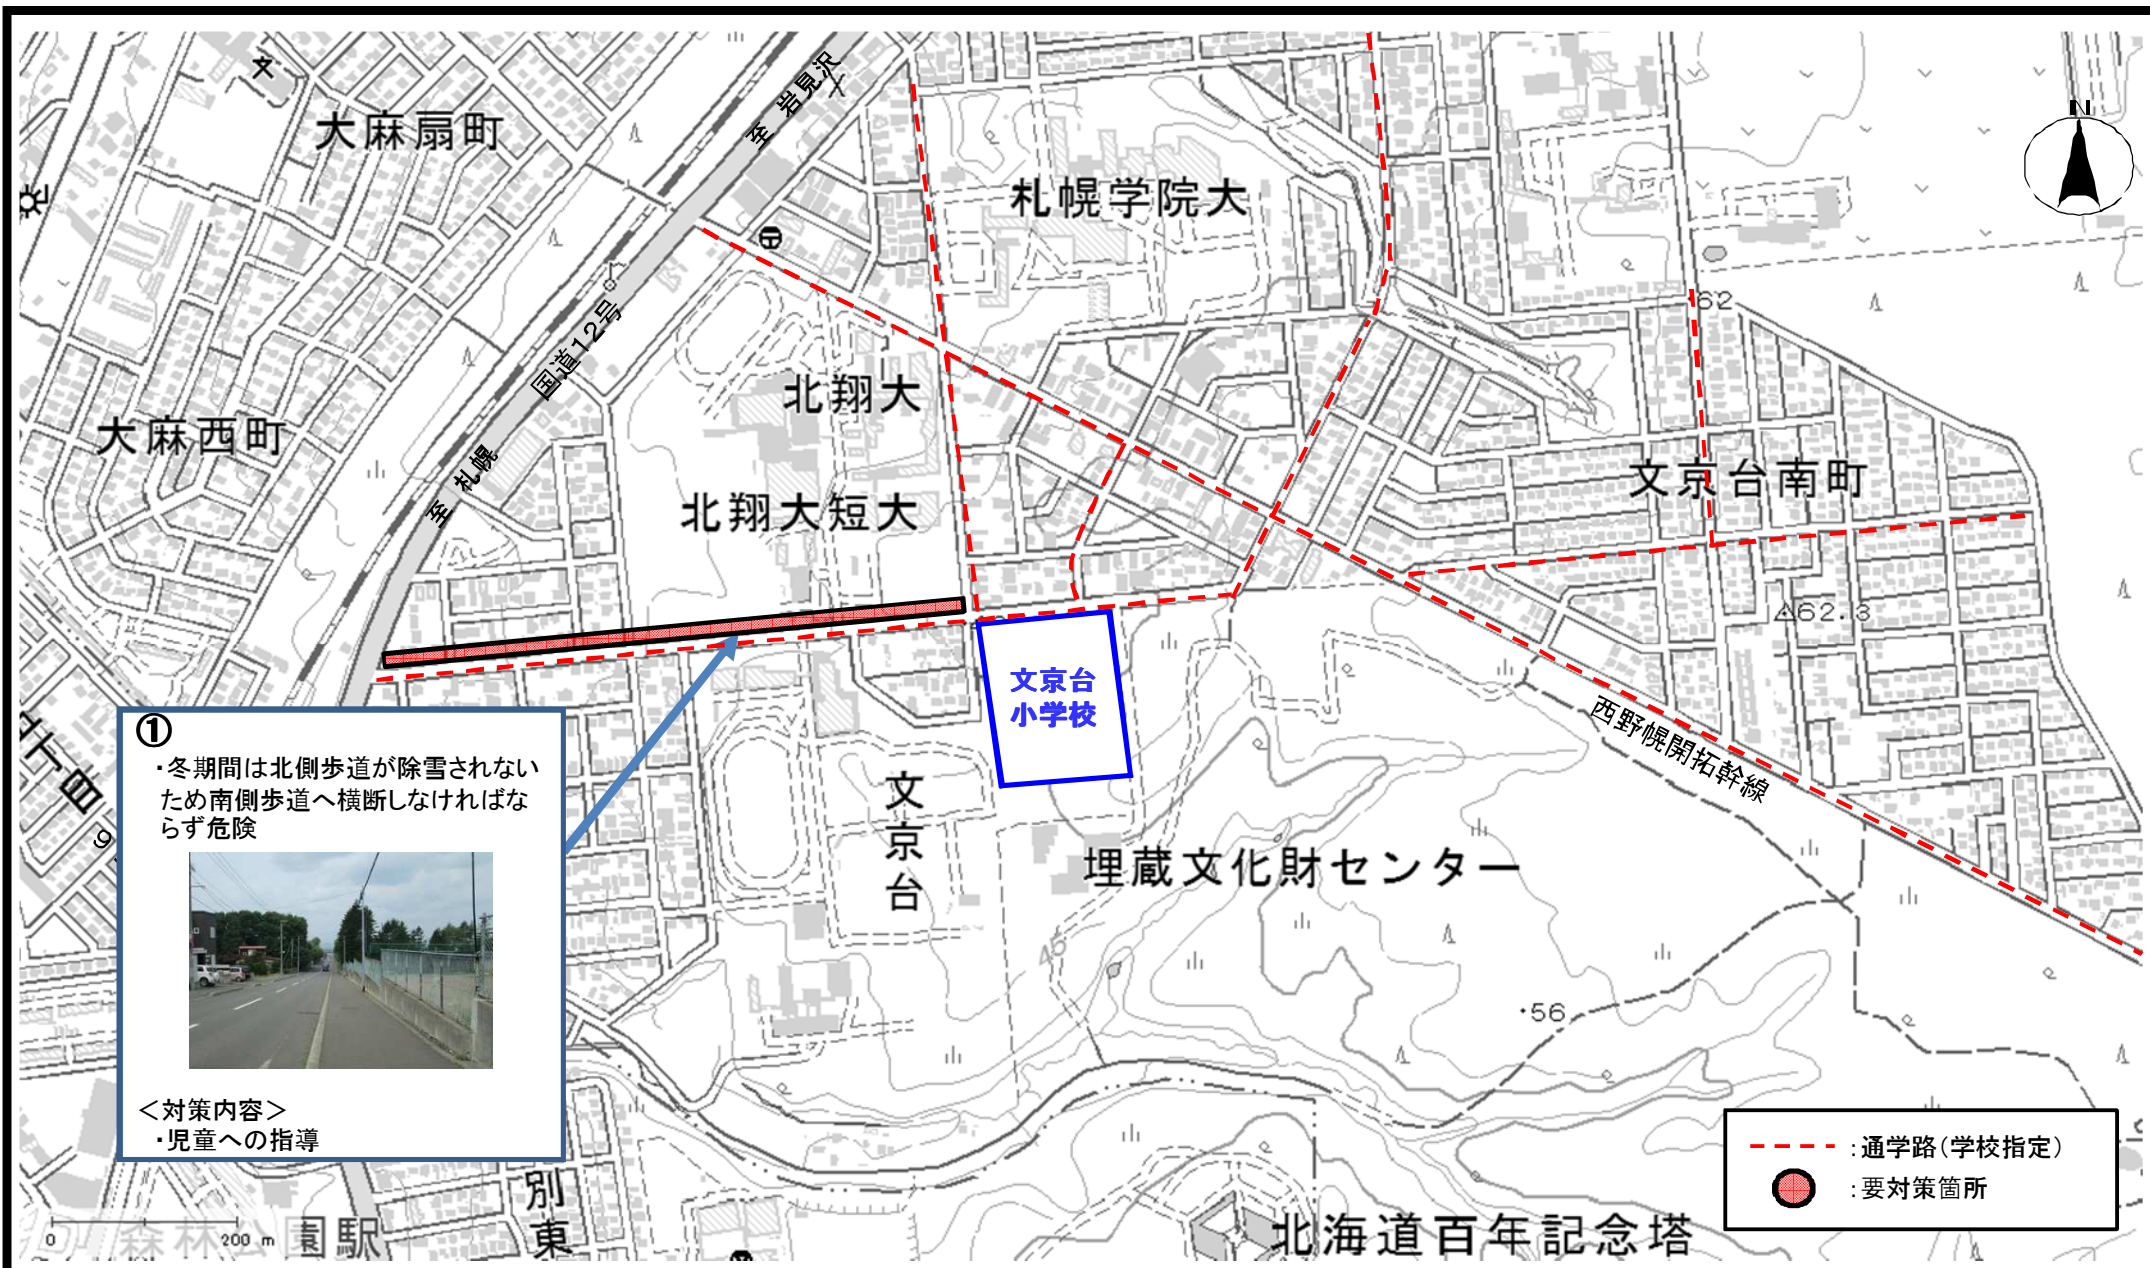 大麻扇町
至 岩見沢
N
札幌学院大
62
国道12号
北翔大
大麻西町
至 札幌
文京台南町
北翔大短大
62.3
文京台
小学校
西野幌開拓幹線
①
・冬期間は北側歩道が除雪されない
ため南側歩道へ横断しなければな
らず危険
<対策内容>
・児童への指導
文京台
埋蔵文化財センター
45
・56
---- :通学路(学校指定)
:要対策箇所
別東
0 200 m
森林公園駅
北海道百年記念塔